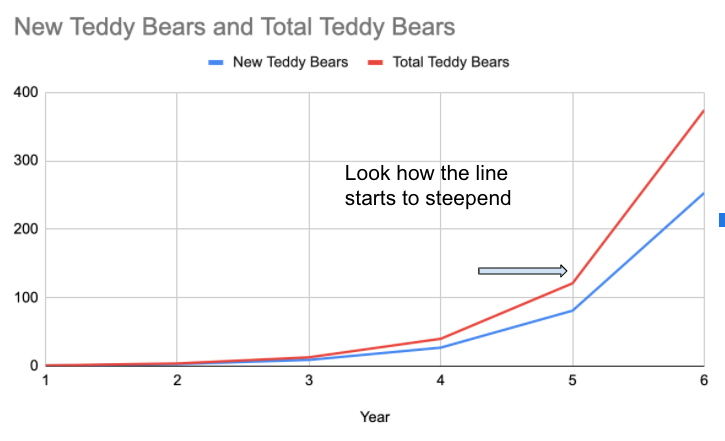 New Teddy Bears and Total Teddy Bears
New Teddy Bears Total Teddy Bears
400
Look how the line
starts to steepend
300
200
100
0
1 2 3 4 5 6
Year